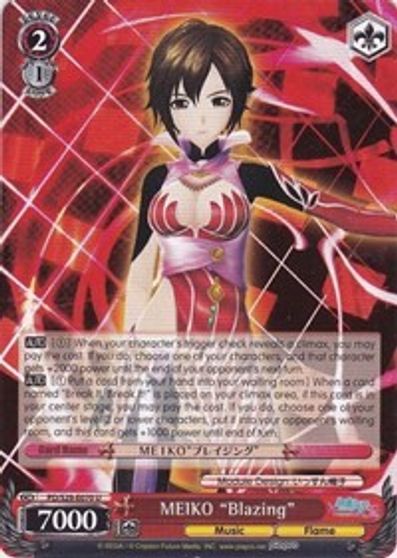 LEVEL
2
1
AUTO [①] When your character's trigger check reveals a climax, you may
pay the cost. If you do, choose one of your characters, and that character
gets +2000 power until the end of your opponent's next turn.
AUTO [① Put a card from your hand into your waiting room] When a card
named "Break It, Break It!" is placed on your climax area, if this card is in
your center stage, you may pay the cost. If you do, choose one of your
opponent's level 2 or lower characters, put it into
and this card gets +1000 power until end of turn.
Card Name
MEIKO"ブレイジング"
Module Design:
7000
MEIKO "Blazing"
Music
Flame